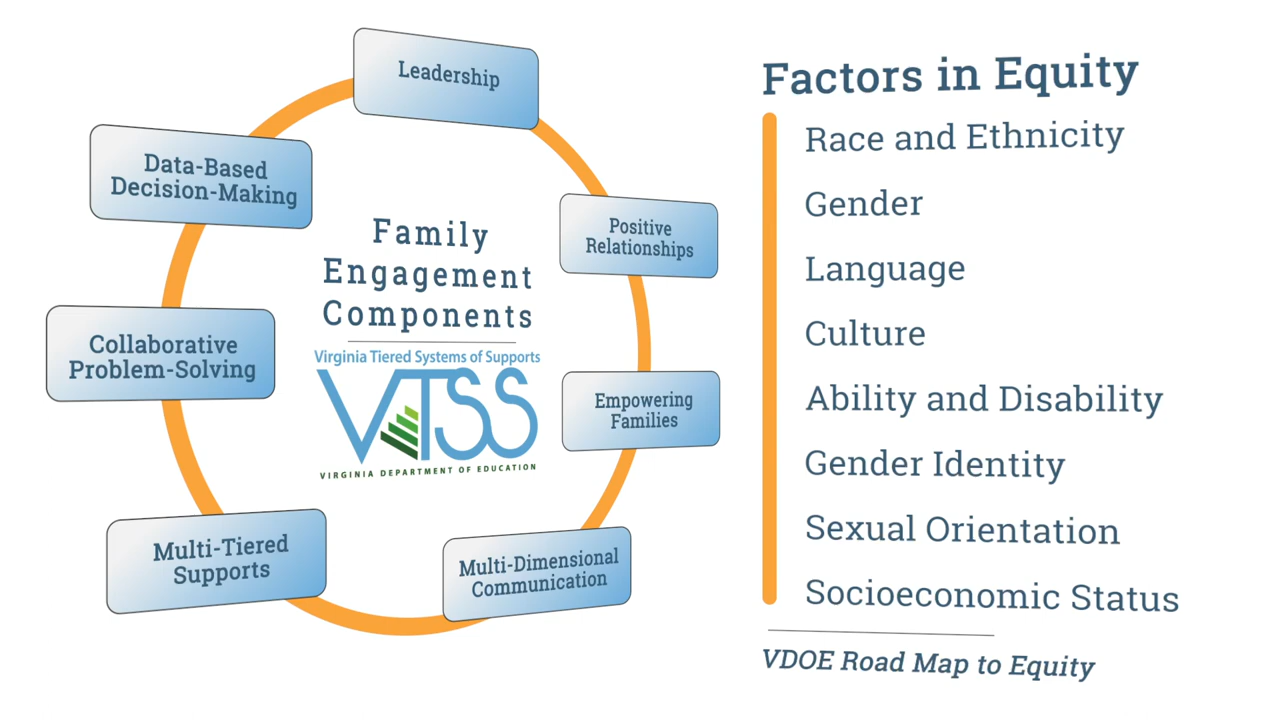 Leadership
Data-Based
Decision-Making
Positive
Relationships
Family
Engagement
Components
Virginia Tiered Systems of Supports
VTSS
VIRGINIA DEPARTMENT OF EDUCATION
Collaborative
Problem-Solving
Empowering
Families
Multi-Tiered
Supports
Multi-Dimensional
Communication
Factors in Equity
Race and Ethnicity
Gender
Language
Culture
Ability and Disability
Gender Identity
Sexual Orientation
Socioeconomic Status
VDOE Road Map to Equity